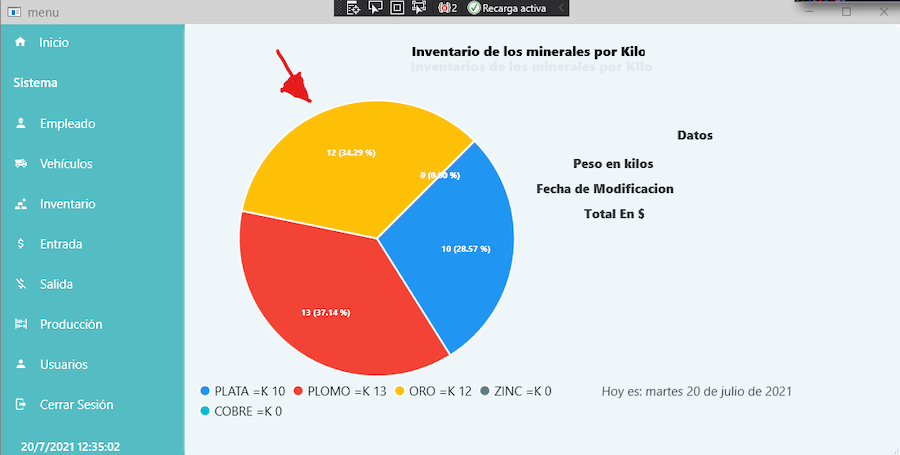 menu
2
Recarga activa
Inicio
Sistema
Empleado
Vehículos
Inventario
Entrada
Salida
Producción
Usuarios
Cerrar Sesión
20/7/2021 12:35:02
Inventario de los minerales por Kilo
Inventarios de los minerales por Kilo
12 (34.29 %)
0 (0.00 %)
10 (28.57 %)
13 (37.14 %)
Datos
Peso en kilos
Fecha de Modificacion
Total En $
PLATA =K 10 PLOMO =K 13 ORO =K 12 ZINC =K 0
COBRE =K 0
Hoy es: martes 20 de julio de 2021